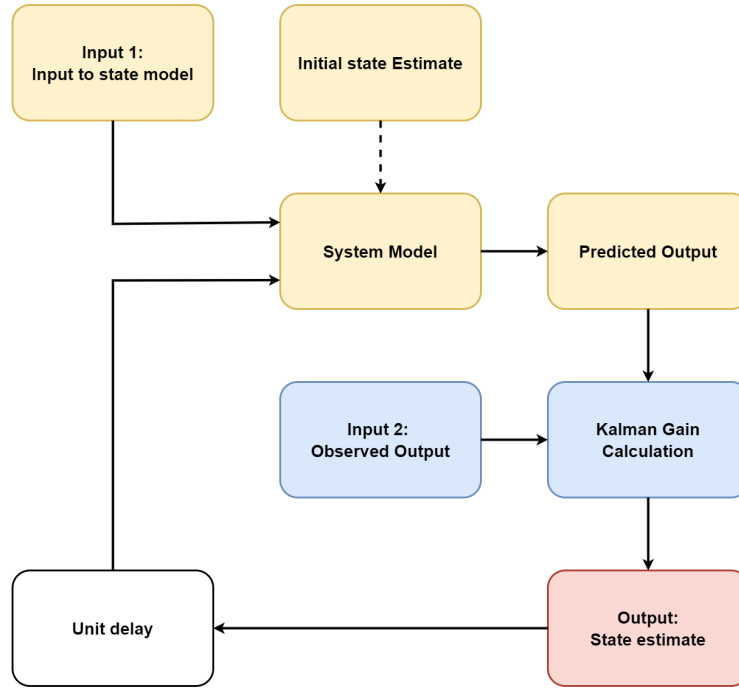 Input 1:
Input to state model
Initial state Estimate
System Model
Predicted Output
Input 2:
Observed Output
Kalman Gain
Calculation
Unit delay
Output:
State estimate